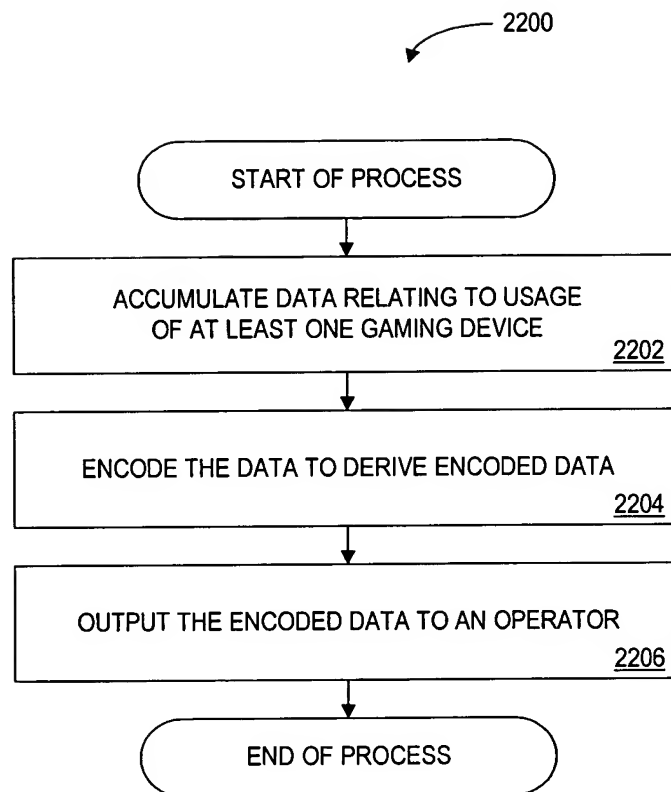 2200
START OF PROCESS
ACCUMULATE DATA RELATING TO USAGE
OF AT LEAST ONE GAMING DEVICE
2202
ENCODE THE DATA TO DERIVE ENCODED DATA
2204
OUTPUT THE ENCODED DATA TO AN OPERATOR
2206
END OF PROCESS